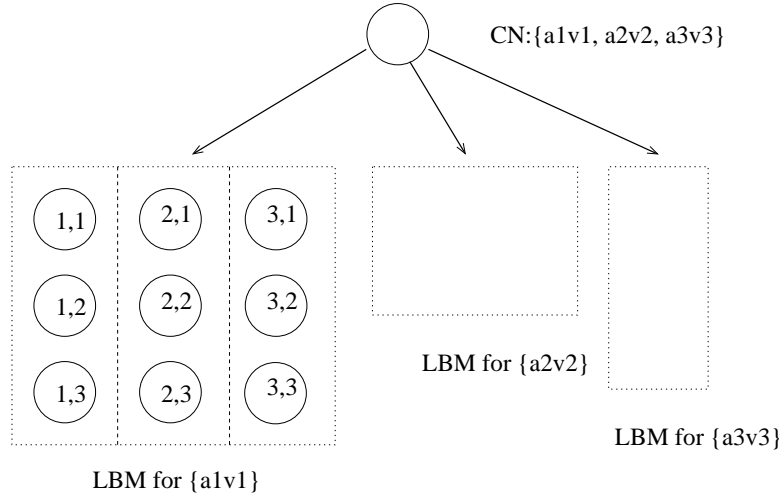 CN:{a1v1, a2v2, a3v3}
1,1 2,1 3,1
1,2 2,2 3,2
1,3 2,3 3,3
LBM for {a2v2}
LBM for {a3v3}
LBM for {a1v1}